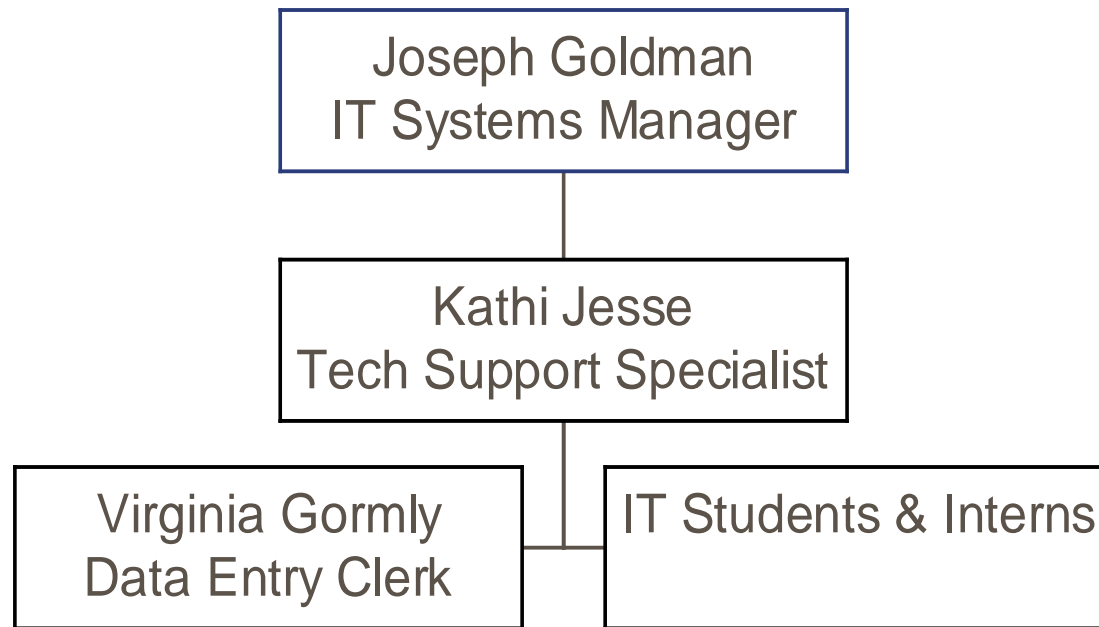 Joseph Goldman
IT Systems Manager
Kathi Jesse
Tech Support Specialist
Virginia Gormly
Data Entry Clerk
IT Students & Interns